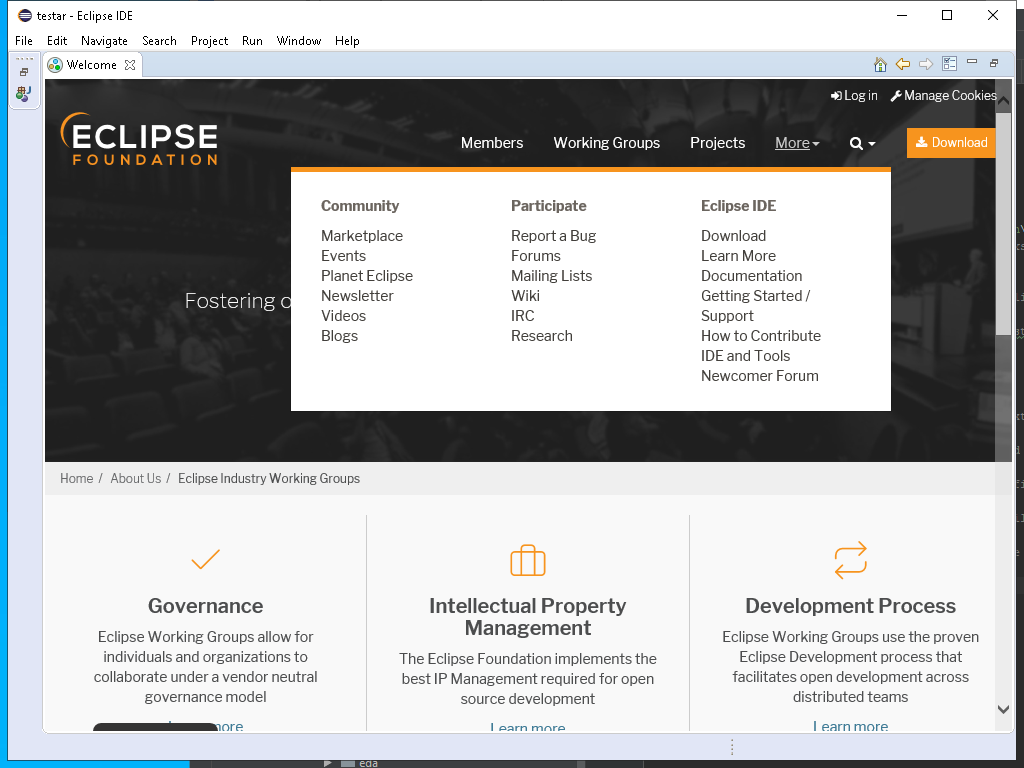 testar - Eclipse IDE
File Edit Navigate Search Project Run Window Help
Welcome
Log in Manage Cookies
ECLIPSE
FOUNDATION
Members Working Groups Projects More Download
Community
Marketplace
Events
Planet Eclipse
Newsletter
Videos
Blogs
Participate
Report a Bug
Forums
Mailing Lists
Wiki
IRC
Research
Eclipse IDE
Download
Learn More
Documentation
Getting Started /
Support
How to Contribute
IDE and Tools
Newcomer Forum
Fostering
Home / About Us / Eclipse Industry Working Groups
Governance
Eclipse Working Groups allow for
individuals and organizations to
collaborate under a vendor neutral
governance model
more
Intellectual Property
Management
The Eclipse Foundation implements the
best IP Management required for open
source development
Learn more
Development Process
Eclipse Working Groups use the proven
Eclipse Development process that
facilitates open development across
distributed teams
Learn more
eda